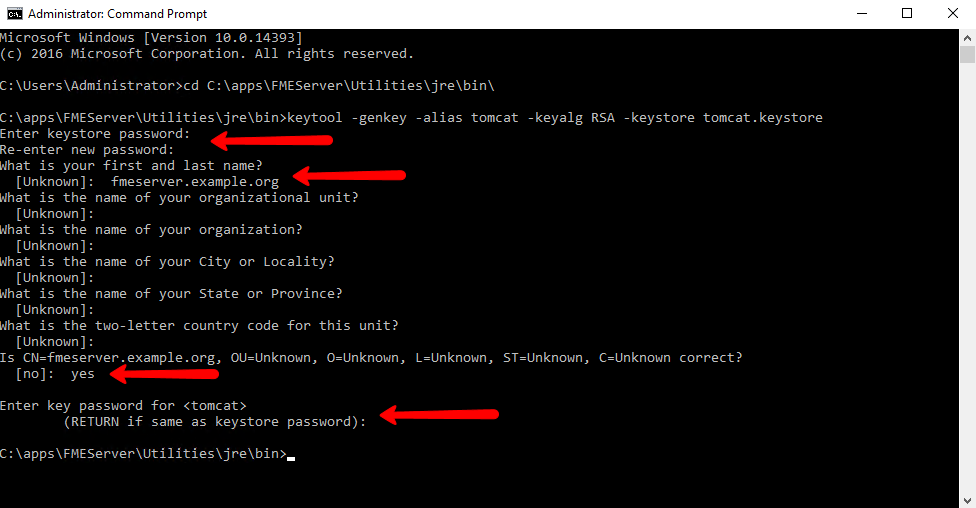 Administrator: Command Prompt
Microsoft Windows [Version 10.0.14393]
(c) 2016 Microsoft Corporation. All rights reserved.
C:\Users\Administrator>cd C:\apps\FMEServer\Utilities\jre\bin\
C:\apps\FMEServer\Utilities\jre\bin>keytool -genkey -alias tomcat -keyalg RSA -keystore tomcat.keystore
Enter keystore password:
Re-enter new password:
What is your first and last name?
  [Unknown]:  fmeserver.example.org
What is the name of your organizational unit?
  [Unknown]:
What is the name of your organization?
  [Unknown]:
What is the name of your City or Locality?
  [Unknown]:
What is the name of your State or Province?
  [Unknown]:
What is the two-letter country code for this unit?
  [Unknown]:
Is CN=fmeserver.example.org, OU=Unknown, O=Unknown, L=Unknown, ST=Unknown, C=Unknown correct?
  [no]:  yes
Enter key password for <tomcat>
        (RETURN if same as keystore password):
C:\apps\FMEServer\Utilities\jre\bin>